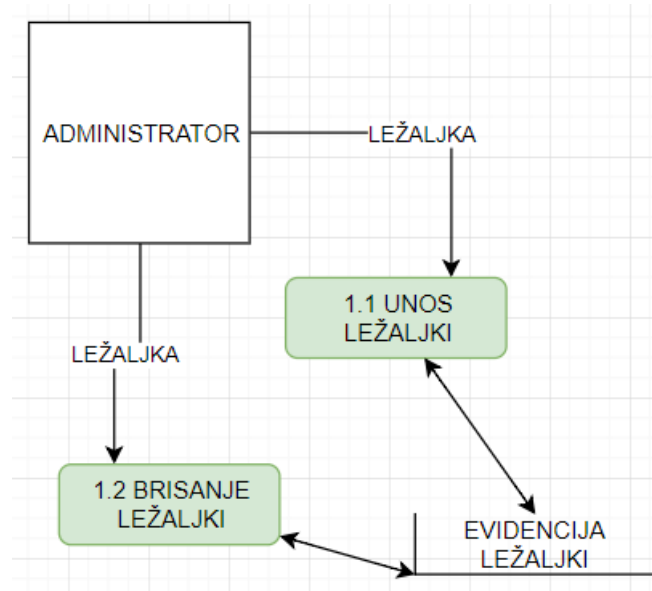 ADMINISTRATOR
LEŽALJKA
1.1 UNOS
LEŽALJKI
LEŽALJKA
1.2 BRISANJE
LEŽALJKI
EVIDENCIJA
LEŽALJKI